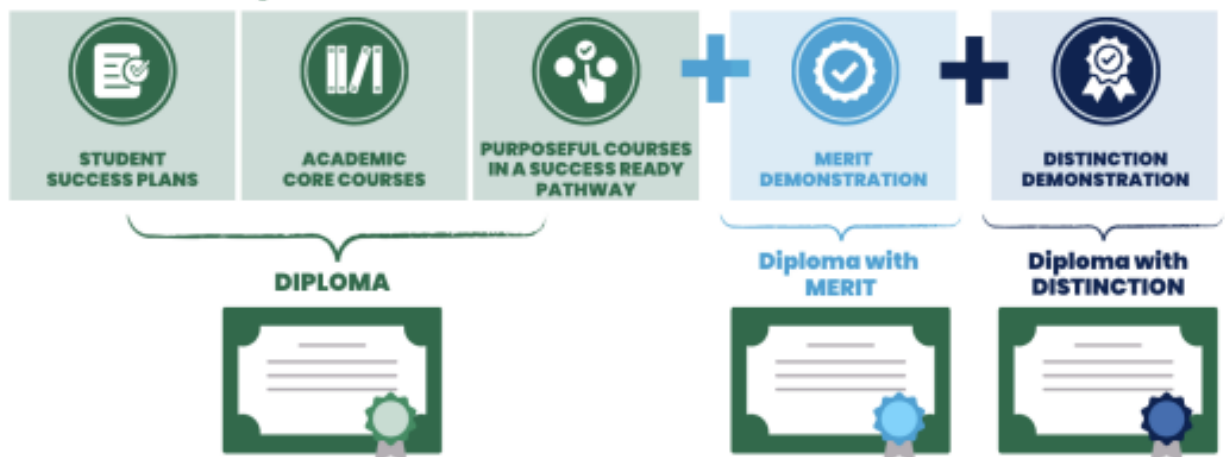 STUDENT
SUCCESS PLANS
ACADEMIC
CORE COURSES
PURPOSEFUL COURSES
IN A SUCCESS READY
PATHWAY
MERIT
DEMONSTRATION
DISTINCTION
DEMONSTRATION
DIPLOMA
Diploma with
MERIT
Diploma with
DISTINCTION